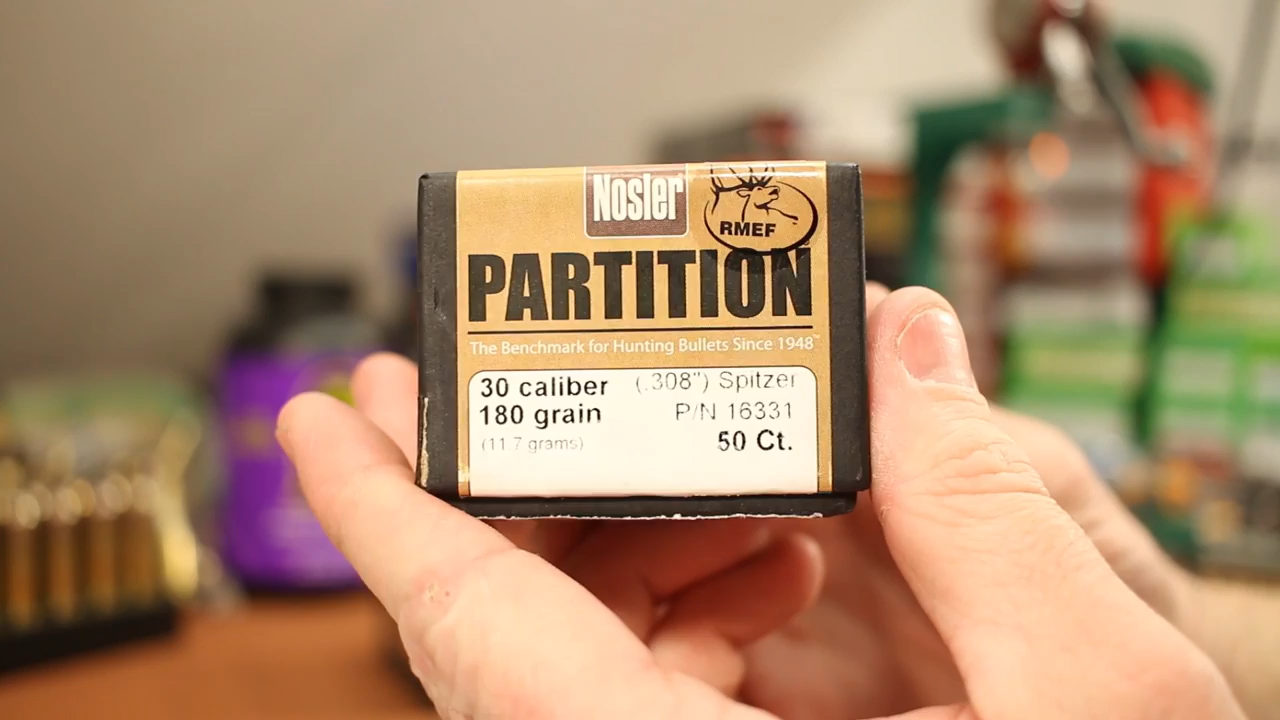 Nosler
RMEF
PARTITION
The Benchmark for Hunting Bullets Since 1948™
30 caliber (.308") Spitzer
180 grain P/N 16331
(11.7 grams) 50 Ct.